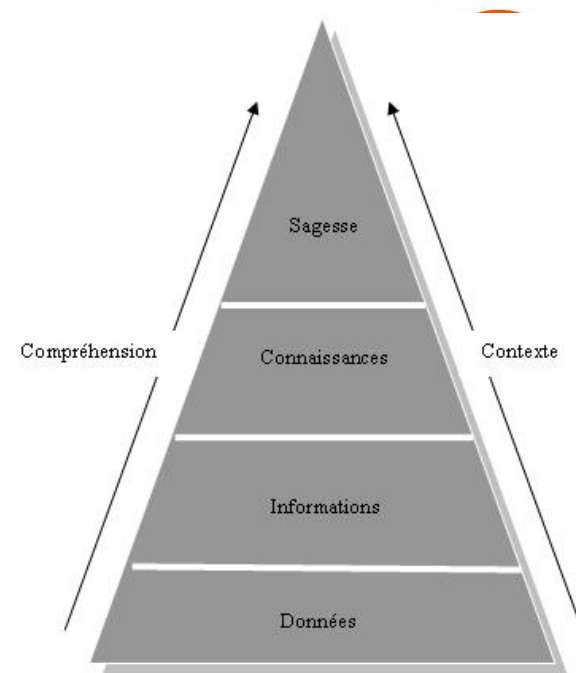 Sagesse
Compréhension
Connaissances
Contexte
Informations
Données